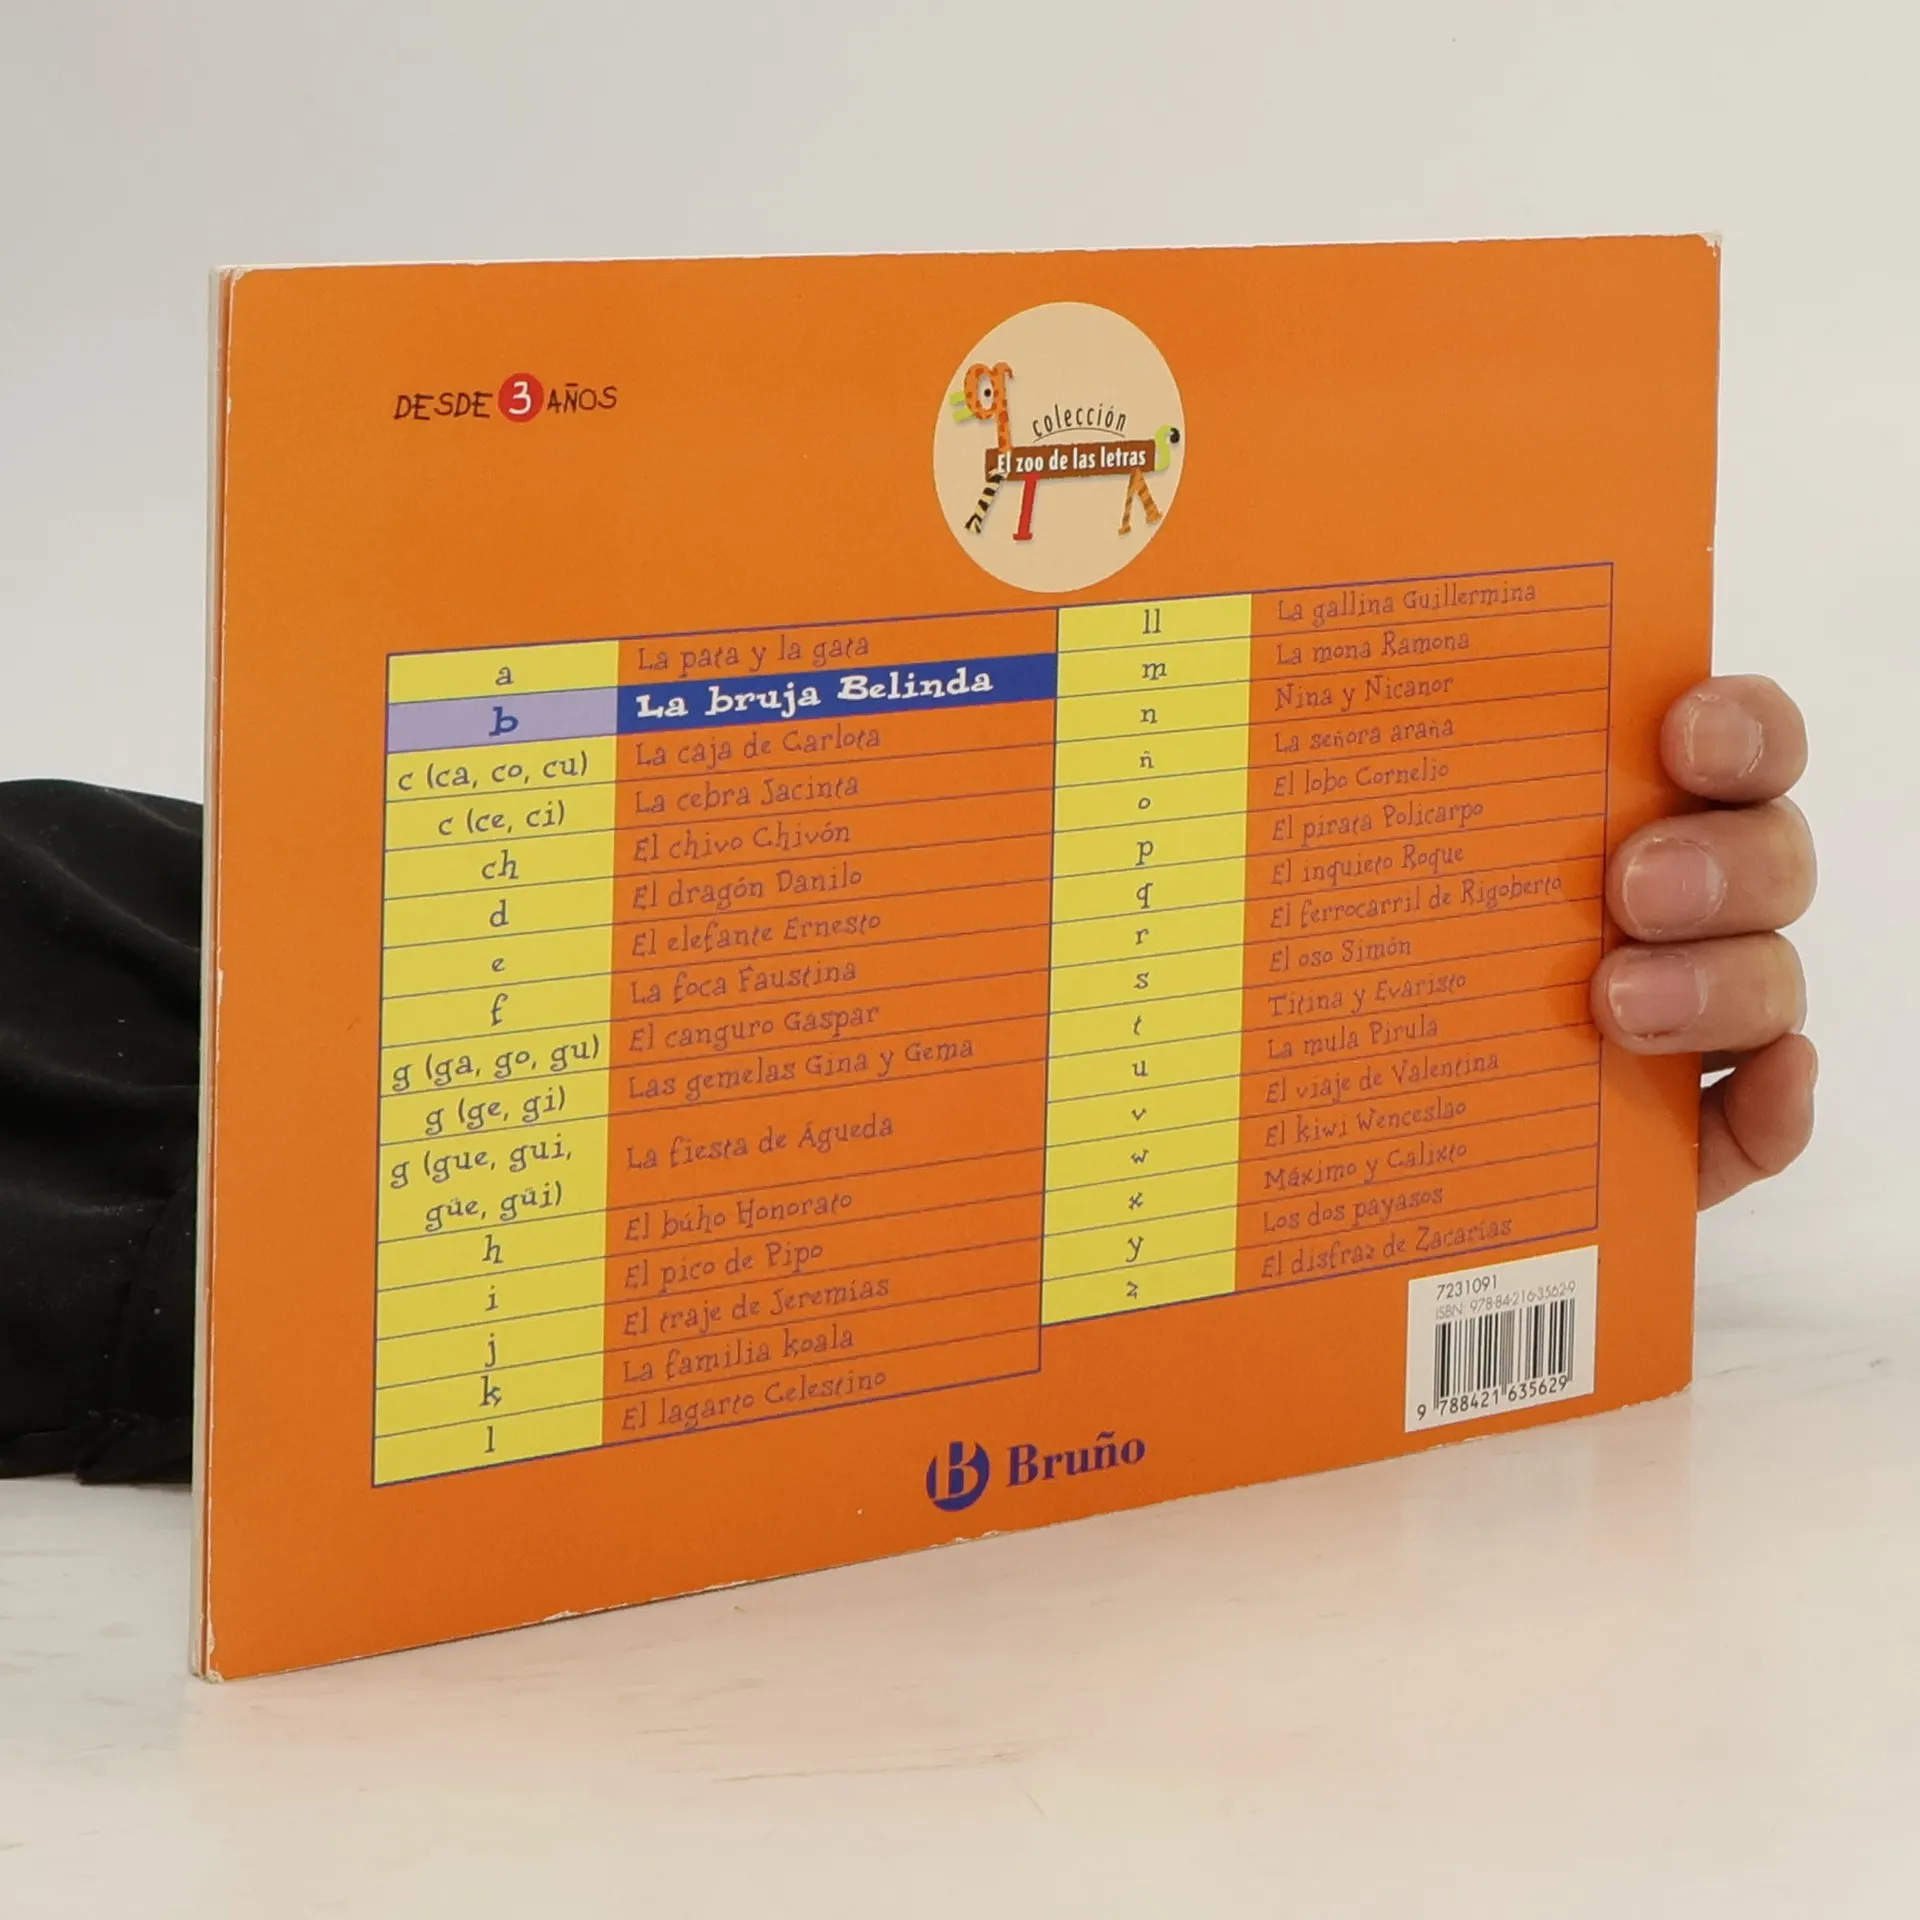 DESDE 3 AÑOS
colección
El zoo de las letras
a La pata y la gata
b La bruja Belinda
c (ca, co, cu) La caja de Carlota
c (ce, ci) La cebra Jacinta
ch El chivo Chivón
d El dragón Danilo
e El elefante Ernesto
f La foca Faustina
g (ga, go, gu) El canguro Gaspar
g (ge, gi) Las gemelas Gina y Gema
g (gue, gui,
güe, güi) La fiesta de Águeda
h El búho Honorato
i El pico de Pipo
j El traje de Jeremías
k La familia koala
l El lagarto Celestino
ll La gallina Guillermina
m La mona Ramona
n Nina y Nicanor
ñ La señora araña
o El lobo Cornelio
p El pirata Policarpo
q El inquieto Roque
r El ferrocarril de Rigoberto
s El oso Simón
t Titina y Evaristo
u La mula Pirula
v El viaje de Valentina
w El kiwi Wenceslao
x Máximo y Calixto
y Los dos payasos
z El disfraz de Zacarías
7231091
ISBN: 978-84-216-3562-9
9 788421 635629
B Bruño